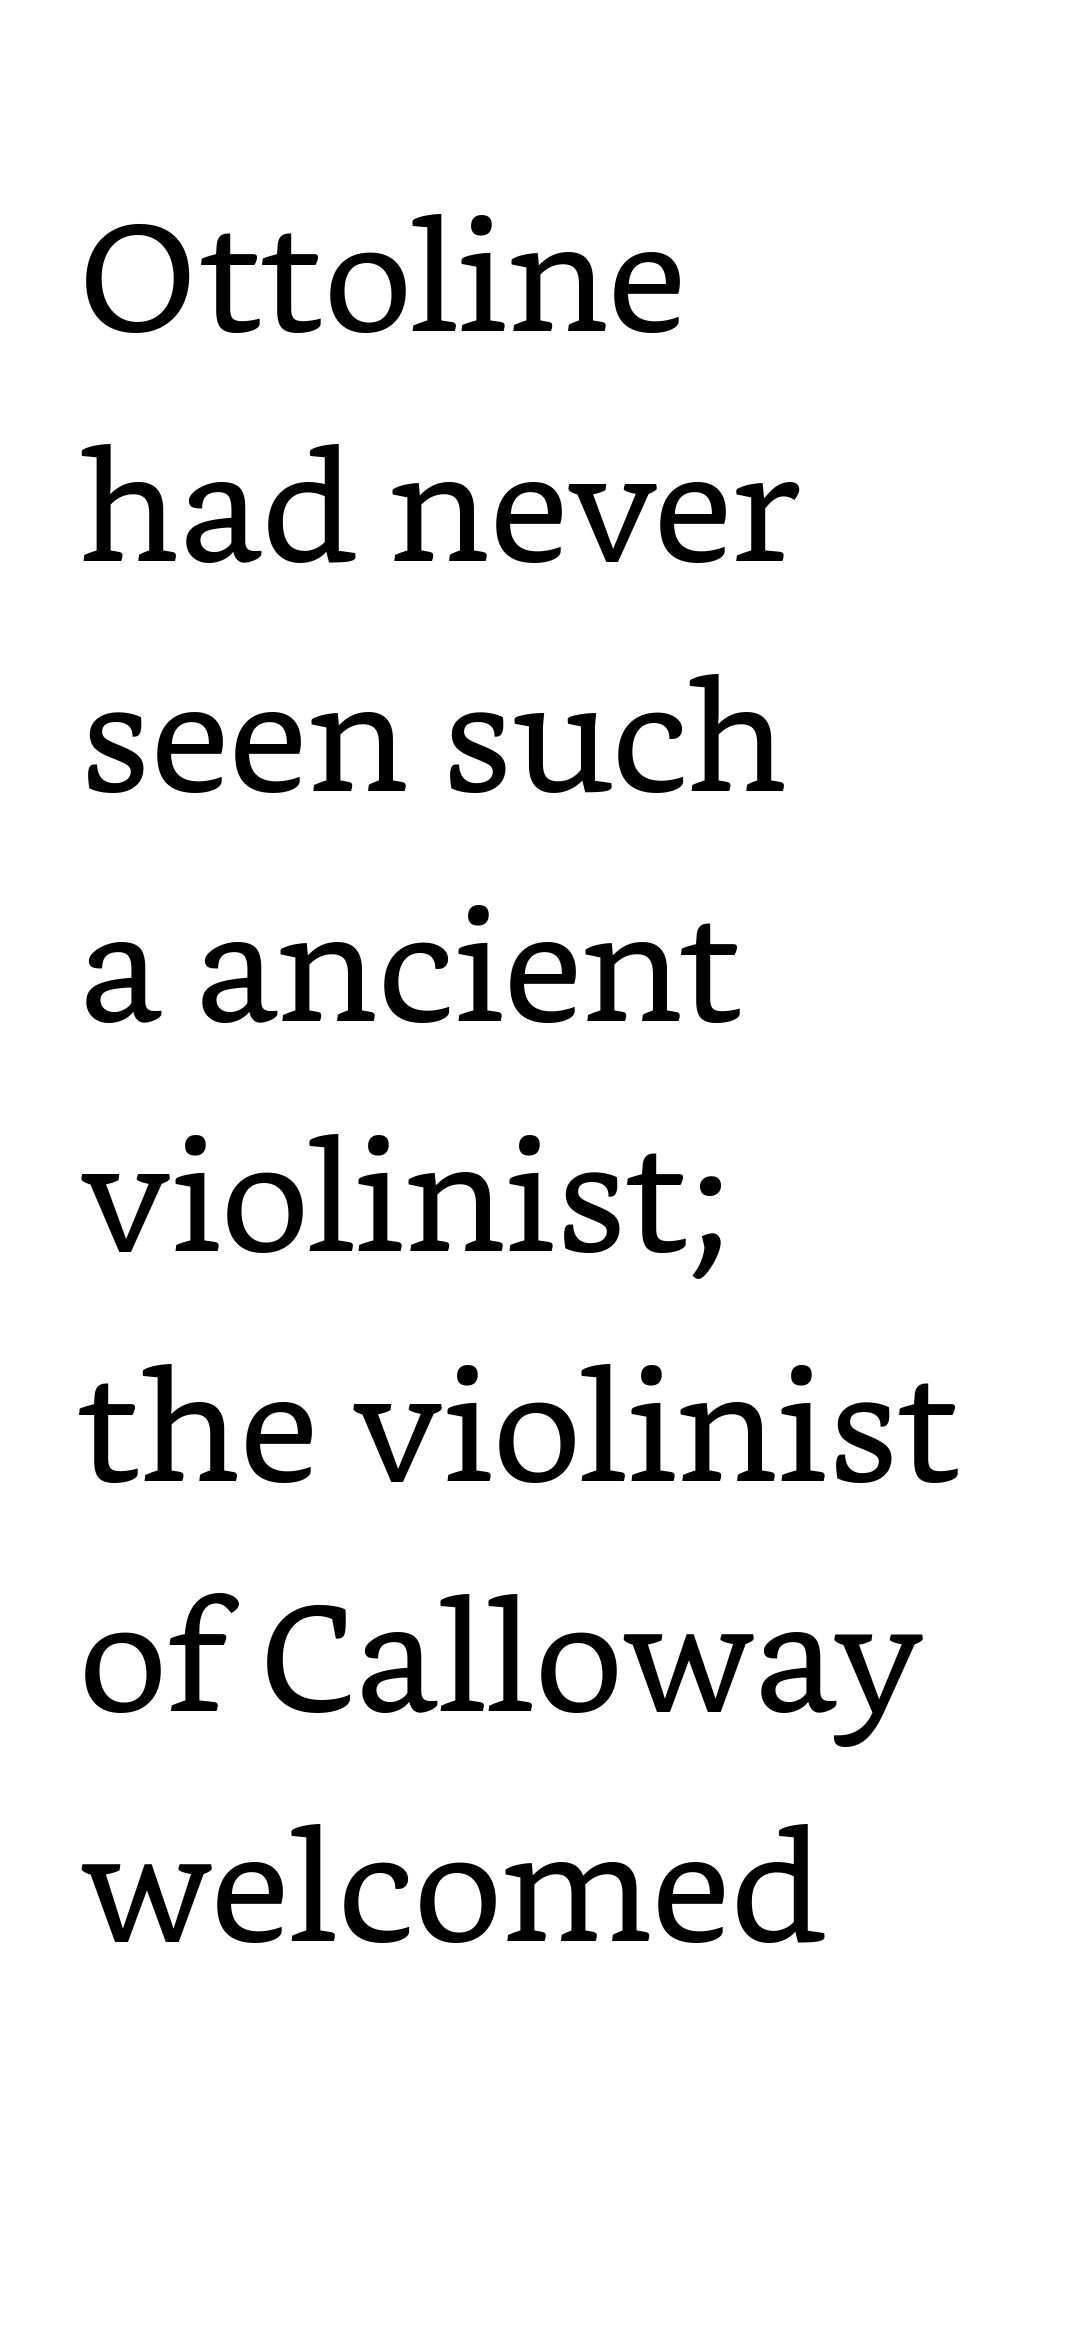 Ottoline
had never
seen such
a ancient
violinist;
the violinist
of Calloway
welcomed